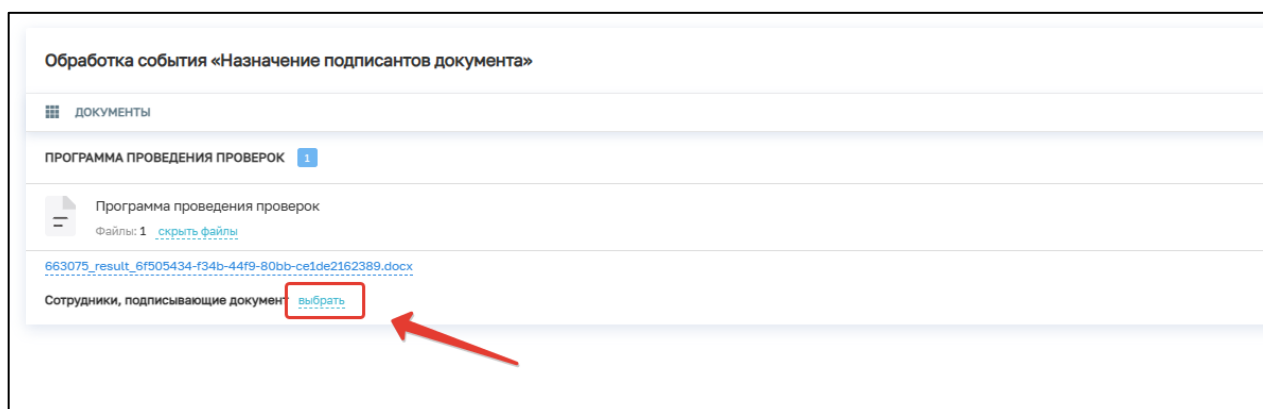 Обработка события «Назначение подписантов документа»
ДОКУМЕНТЫ
ПРОГРАММА ПРОВЕДЕНИЯ ПРОВЕРОК 1
Программа проведения проверок
Файлы: 1 скрыть файлы
663075_result_6f505434-f34b-44f9-80bb-ce1de2162389.docx
Сотрудники, подписывающие документ выбрать